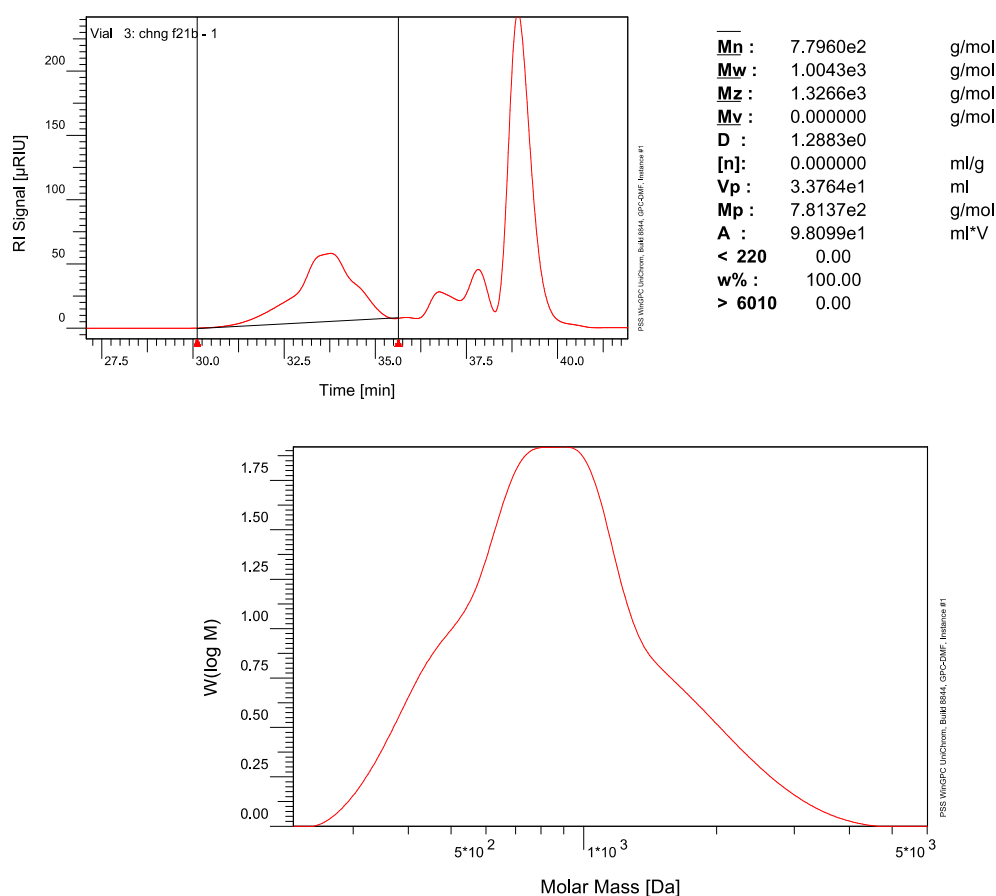 Vial 3: chng f21b - 1
200
150
100
50
0
RI Signal [µRIU]
27.5 30.0 32.5 35.0 37.5 40.0
Time [min]
PSS WinGPC UniChrom, Build 8844, GPC-DMF, Instance #1
Mn : 7.7960e2 g/mol
Mw : 1.0043e3 g/mol
Mz : 1.3266e3 g/mol
Mv : 0.000000 g/mol
D : 1.2883e0
[n]: 0.000000 ml/g
Vp : 3.3764e1 ml
Mp : 7.8137e2 g/mol
A : 9.8099e1 ml*V
< 220 0.00
w% : 100.00
> 6010 0.00
1.75
1.50
1.25
1.00
0.75
0.50
0.25
0.00
W(log M)
5*10 2 1*10 3 5*10 3
Molar Mass [Da]
PSS WinGPC UniChrom, Build 8844, GPC-DMF, Instance #1